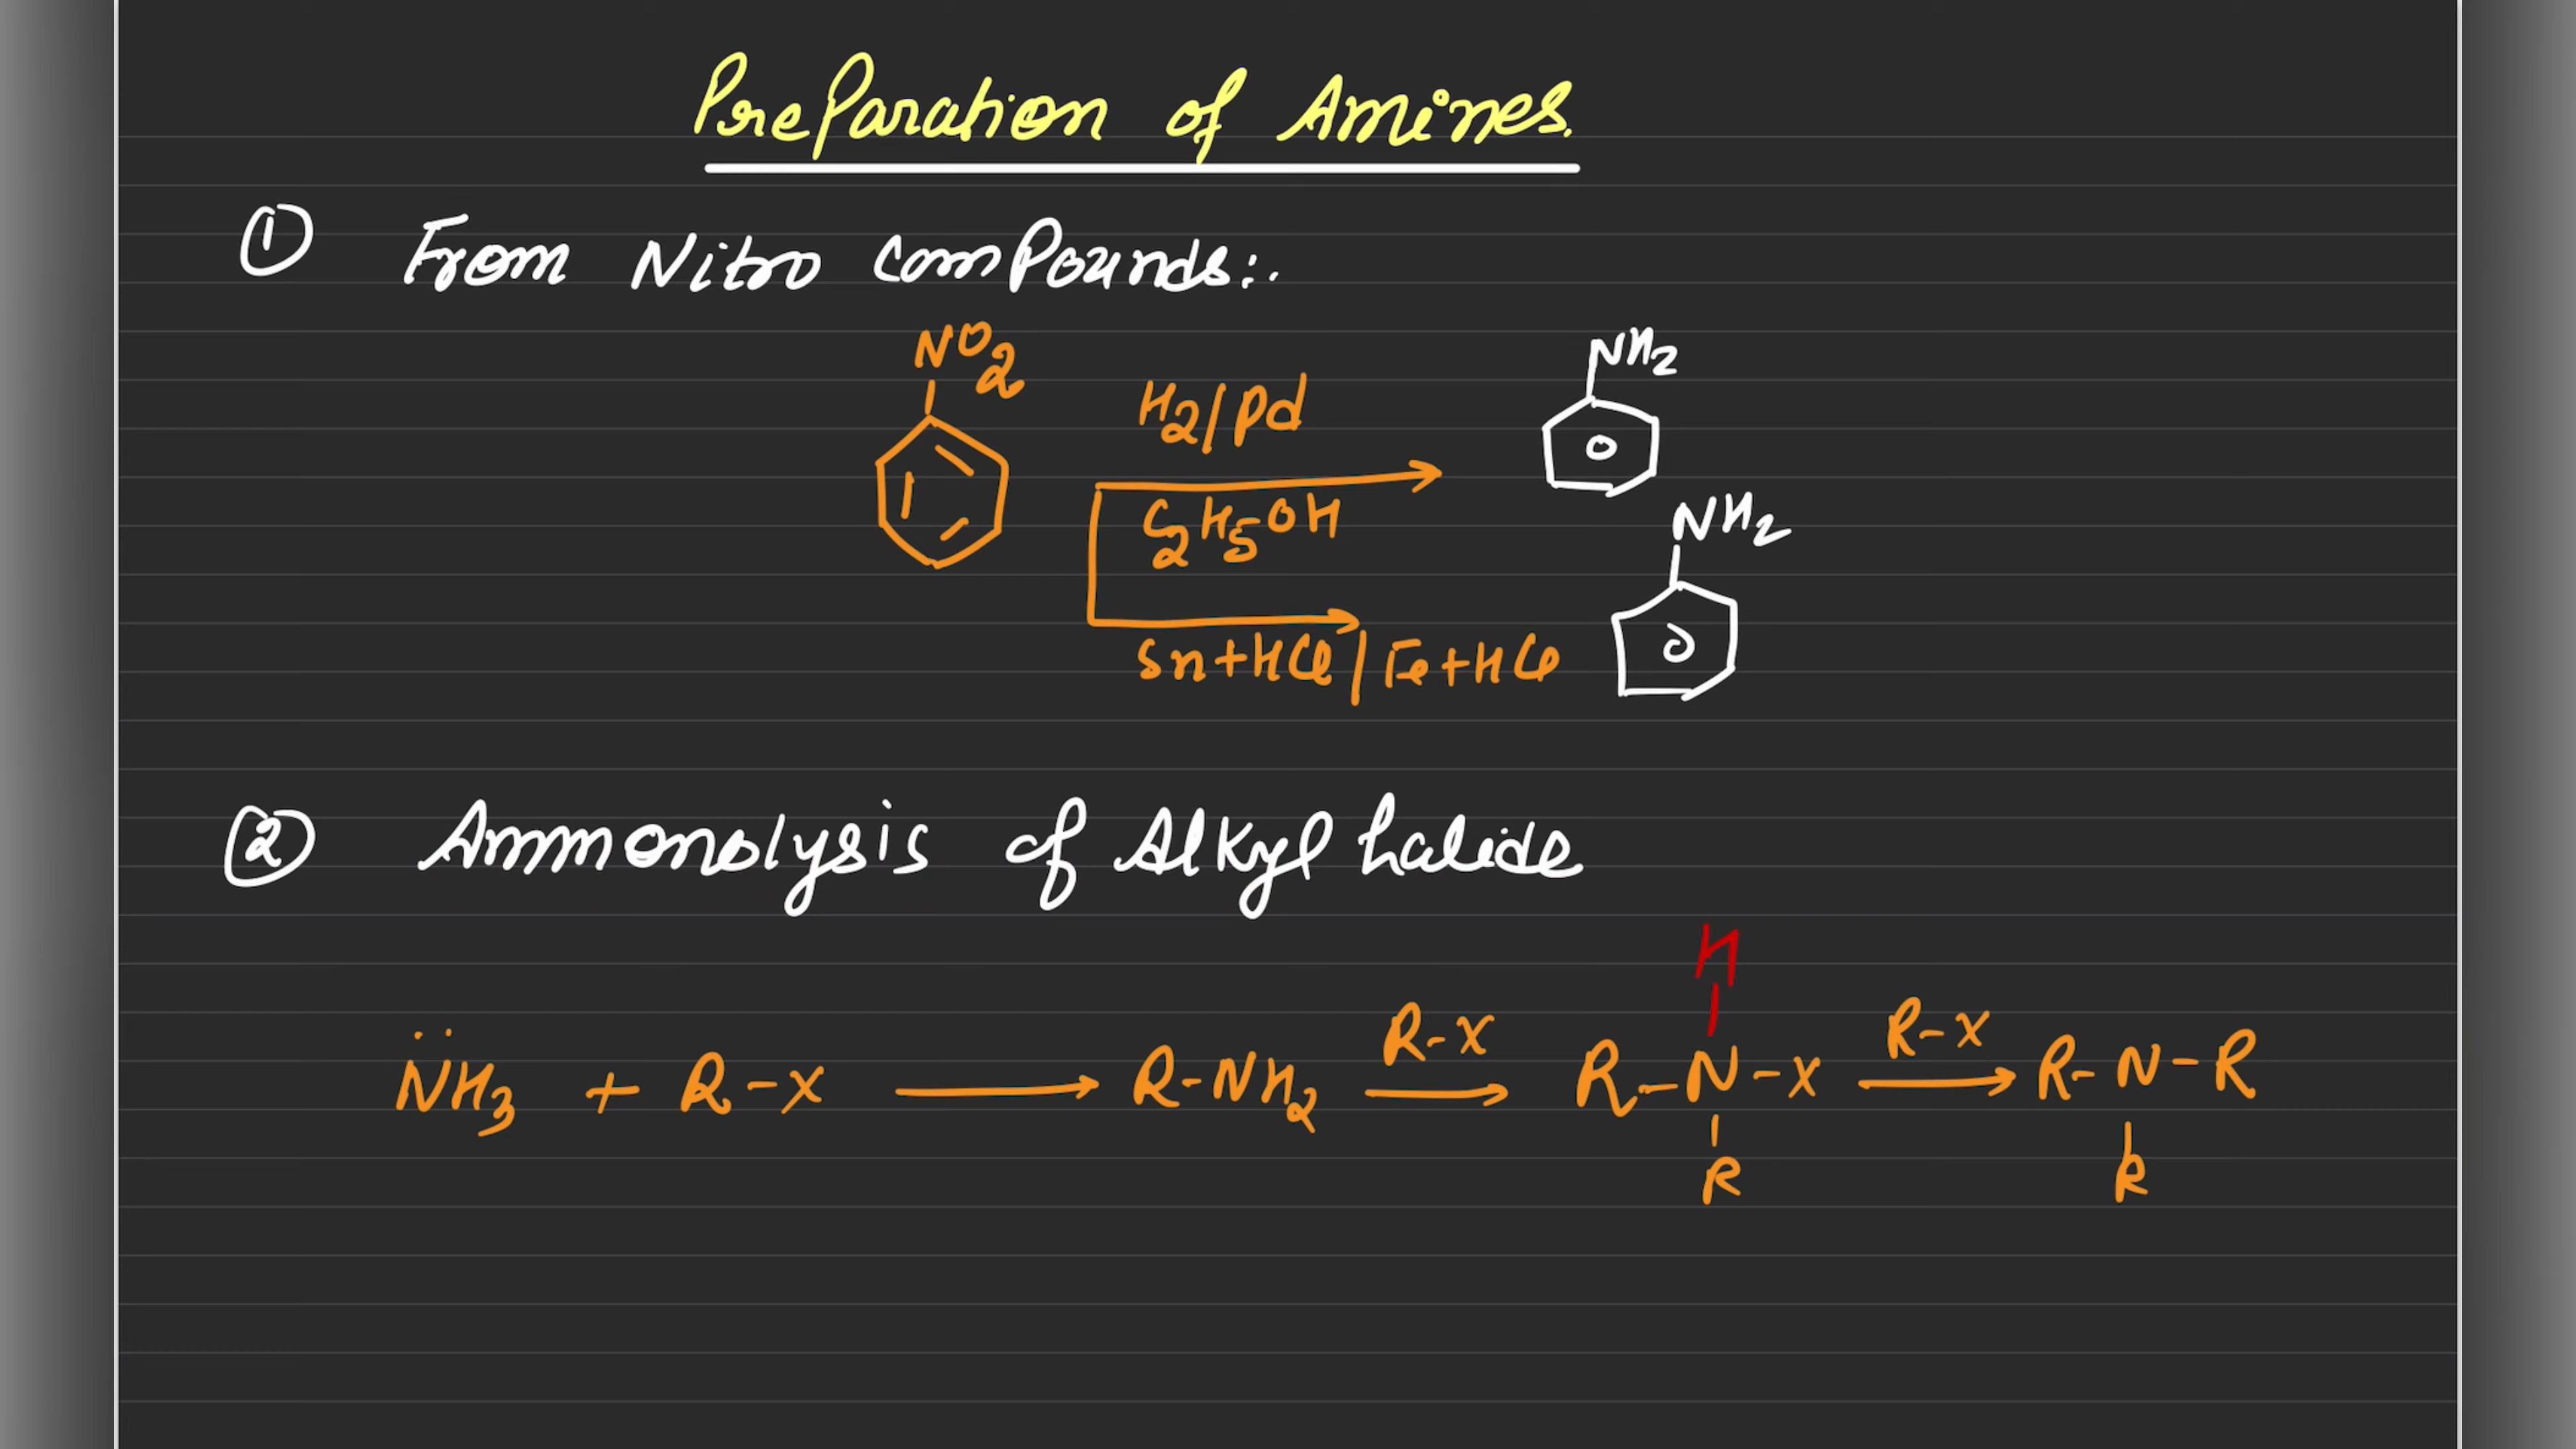 Preparation of Amines.
① From Nitro Compounds:.
NO2
H2/Pd
NH2
C2H5OH
NH2
Sn+HCl/Fe+HCl
② Ammonolysis of Alkyl halide
H
N̈H3 + R-X ⟶ R-NH2 R-X⟶ R-N-X R-X⟶ R-N-R
R R